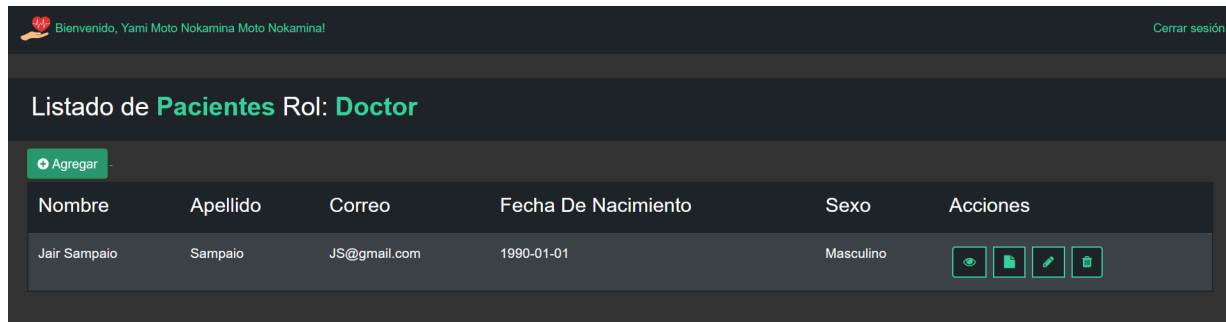 Bienvenido, Yami Moto Nokamina Moto Nokamina! Cerrar sesión
Listado de Pacientes Rol: Doctor
Agregar -
Nombre Apellido Correo Fecha De Nacimiento Sexo Acciones
Jair Sampaio Sampaio JS@gmail.com 1990-01-01 Masculino